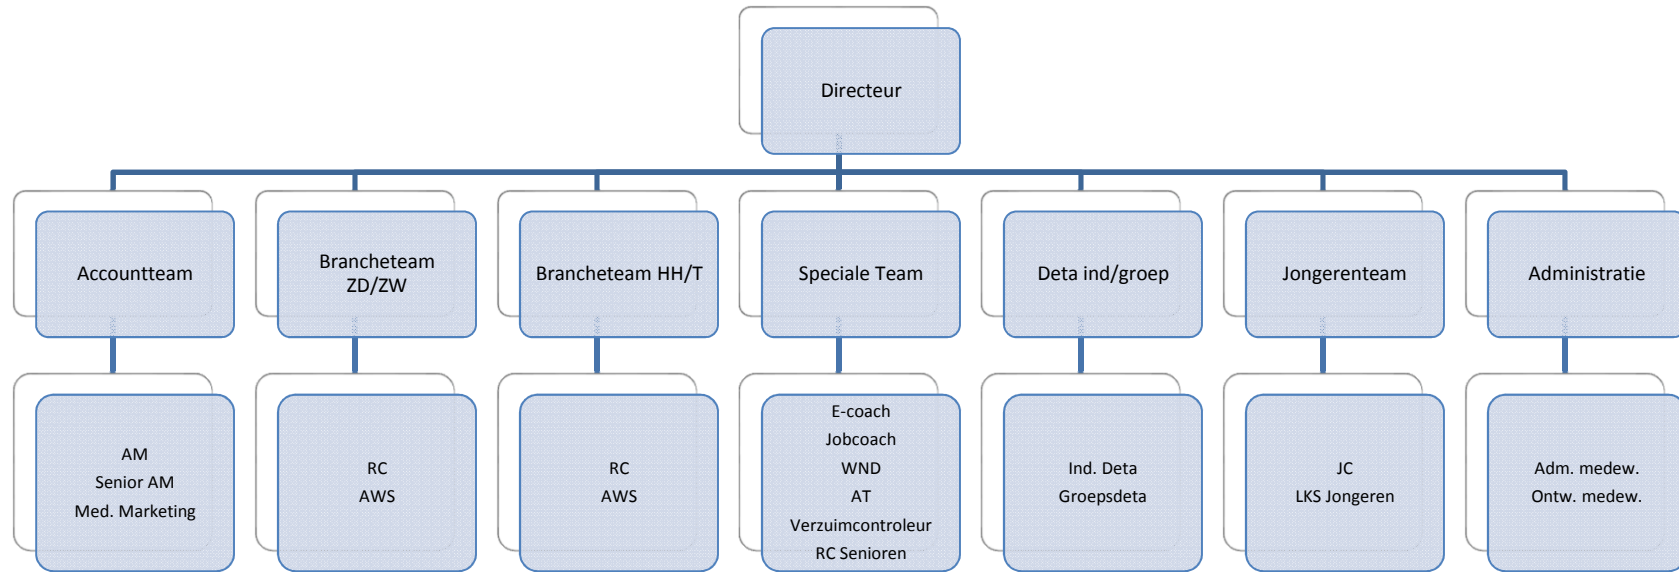 Directeur
Accountteam
Brancheteam
ZD/ZW
Brancheteam HH/T
Speciale Team
Deta ind/groep
Jongerenteam
Administratie
AM
Senior AM
Med. Marketing
RC
AWS
RC
AWS
E-coach
Jobcoach
WND
AT
Verzuimcontroleur
RC Senioren
Ind. Deta
Groepsdeta
JC
LKS Jongeren
Adm. medew.
Ontw. medew.